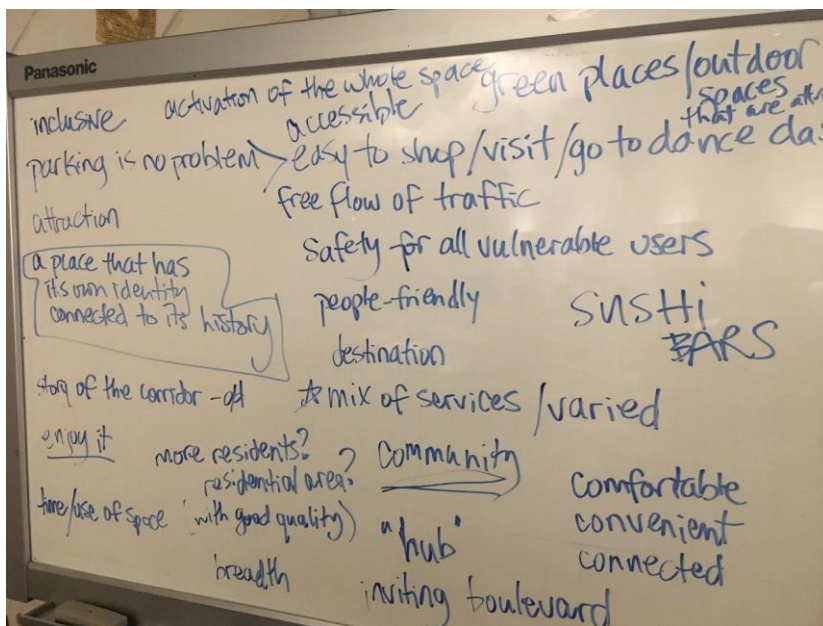 Panasonic
inclusive
activation of the whole space
accessible
green places/outdoor
spaces
that are
parking is no problem > easy to shop/visit/go to dance
attraction
free flow of traffic
safety for all vulnerable users
a place that has
its own identity
connected to its history
people-friendly
SUSHI
BARS
destination
story of the corridor -
☆ mix of services /varied
enjoy it
more residents?
residential area?
(with good quality)
community
time/use of space
"hub"
comfortable
convenient
connected
breadth
inviting boulevard